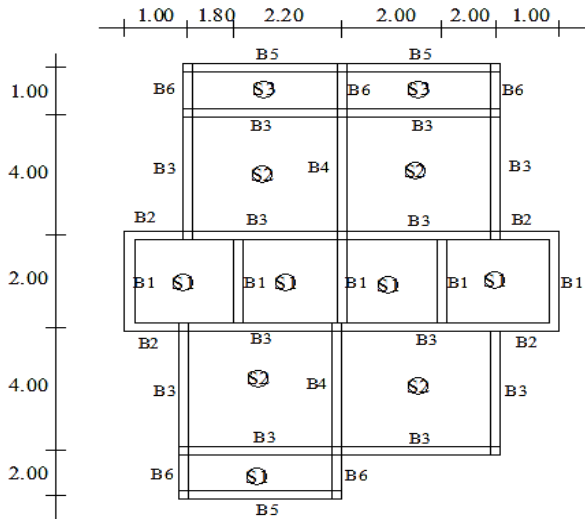 1.00 1.80 2.20 2.00 2.00 1.00
B5 B5
1.00 B6 S3 B6 S3 B6
B3 B3
4.00 B3 S2 B4 S2 B3
B2 B3 B3 B2
2.00 B1 S1 B1 S1 B1 S1 B1 S1 B1
B2 B3 B3 B2
4.00 B3 S2 B4 S2 B3
B3 B3
2.00 B6 S1 B6
B5